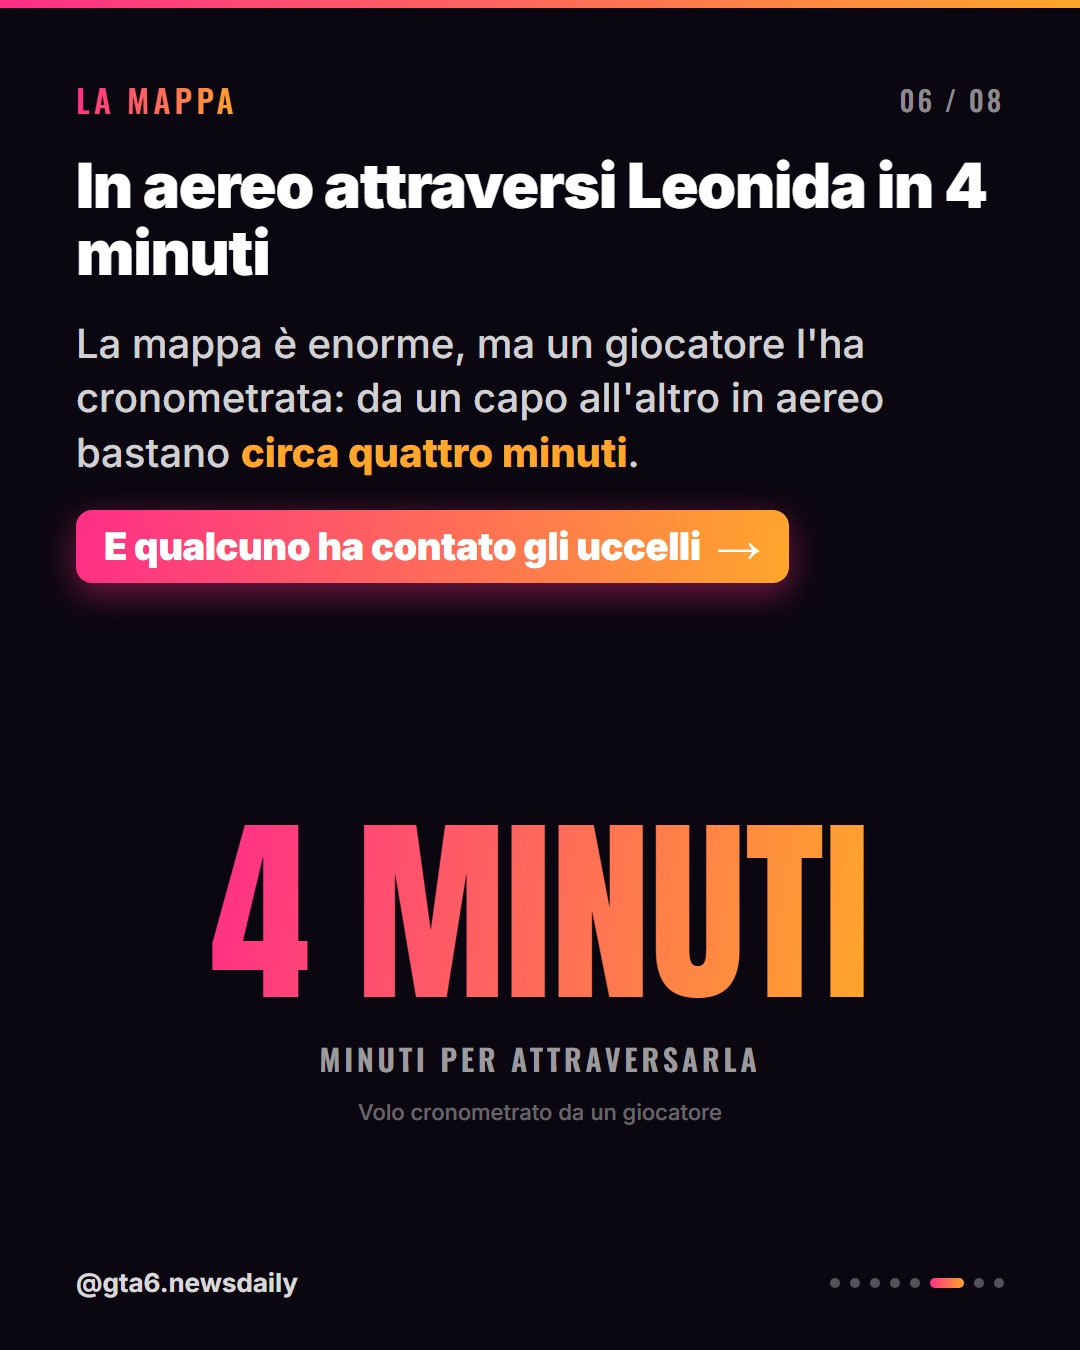 LA MAPPA
06 / 08
In aereo attraversi Leonida in 4
minuti
La mappa è enorme, ma un giocatore l'ha
cronometrata: da un capo all'altro in aereo
bastano circa quattro minuti.
E qualcuno ha contato gli uccelli →
4 MINUTI
MINUTI PER ATTRAVERSARLA
Volo cronometrato da un giocatore
@gta6.newsdaily